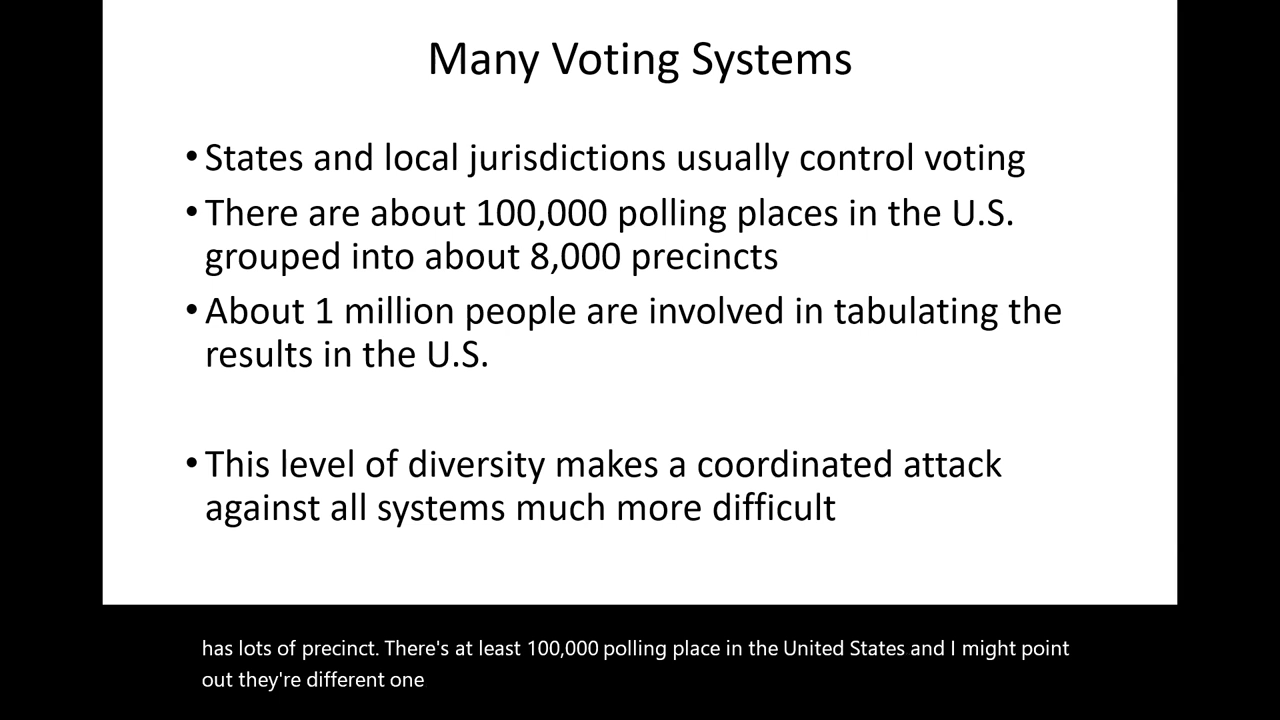 Many Voting Systems
• States and local jurisdictions usually control voting
• There are about 100,000 polling places in the U.S.
grouped into about 8,000 precincts
• About 1 million people are involved in tabulating the
results in the U.S.
• This level of diversity makes a coordinated attack
against all systems much more difficult
has lots of precinct. There's at least 100,000 polling place in the United States and I might point
out they're different one